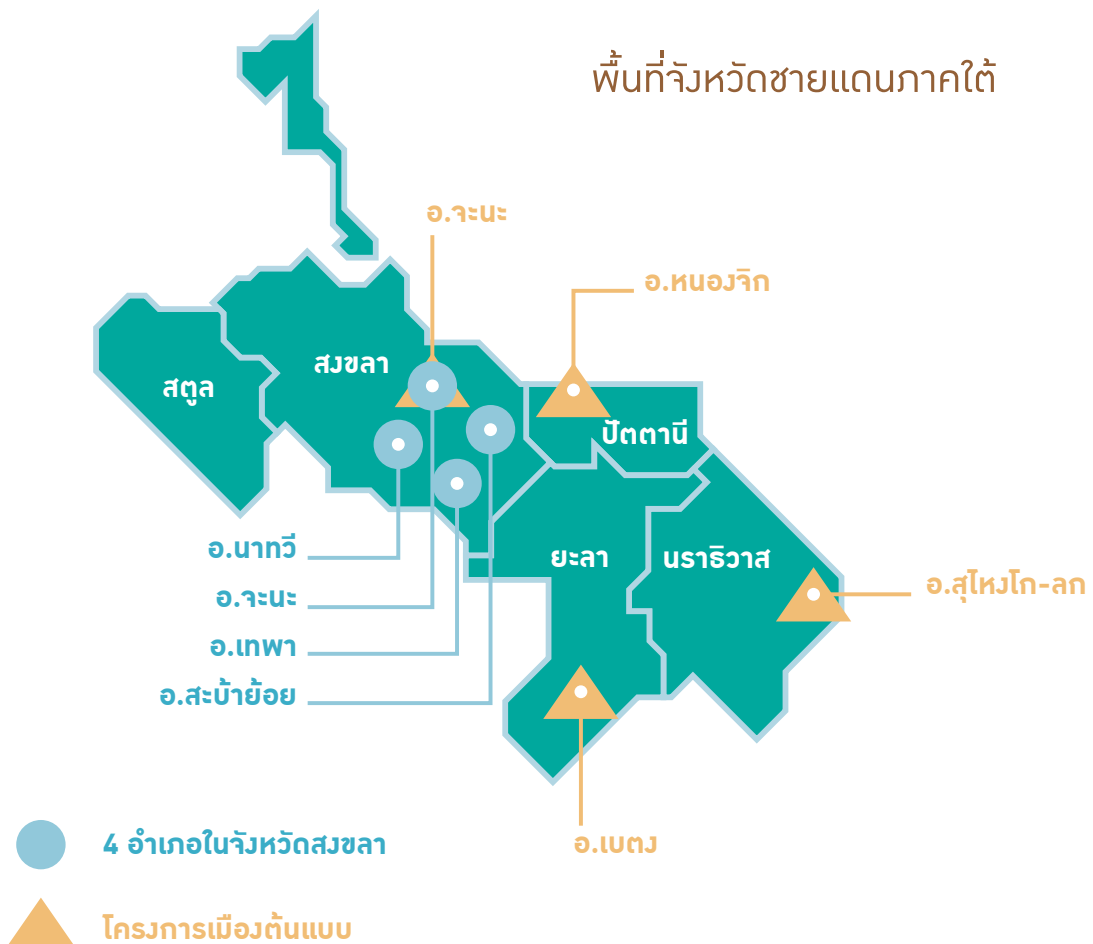 พื้นที่จังหวัดชายแดนภาคใต้
อ.จะนะ
อ.หนองจิก
สงขลา
สตูล
ปัตตานี
อ.นาทวี
ยะลา
นราธิวาส
อ.จะนะ
อ.สุไหงโก-ลก
อ.เทพา
อ.สะบ้าย้อย
4 อำเภอในจังหวัดสงขลา
อ.เบตง
โครงการเมืองต้นแบบ